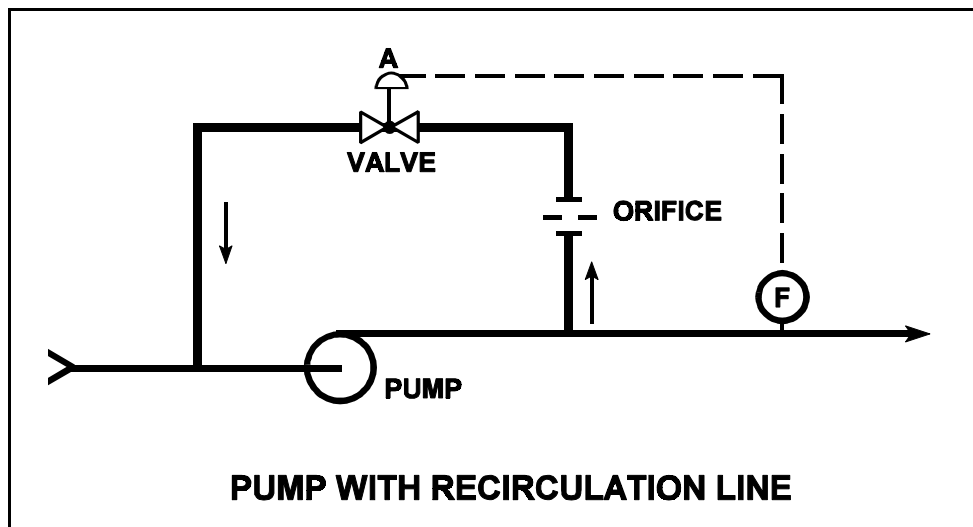 A
VALVE
ORIFICE
F
PUMP
PUMP WITH RECIRCULATION LINE